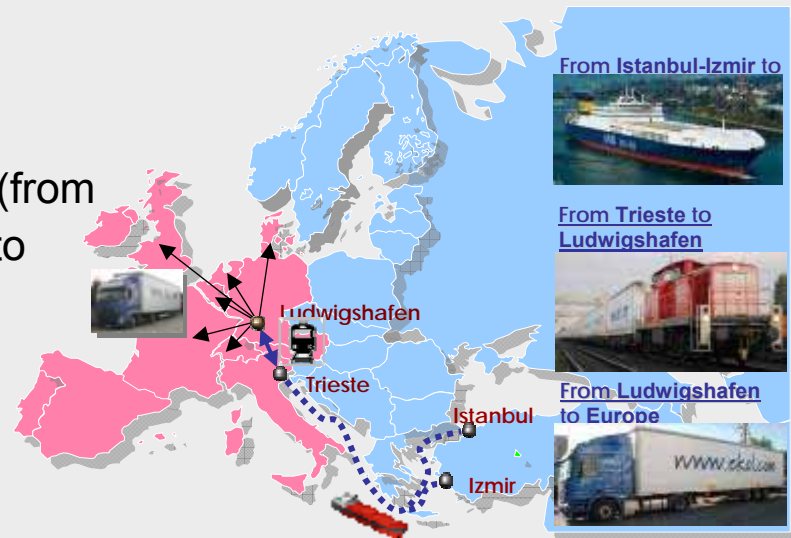 (from
to
Ludwigshafen
Trieste
Istanbul
Izmir
From Istanbul-Izmir to
From Trieste to
Ludwigshafen
From Ludwigshafen
to Europe
www.ekol.com